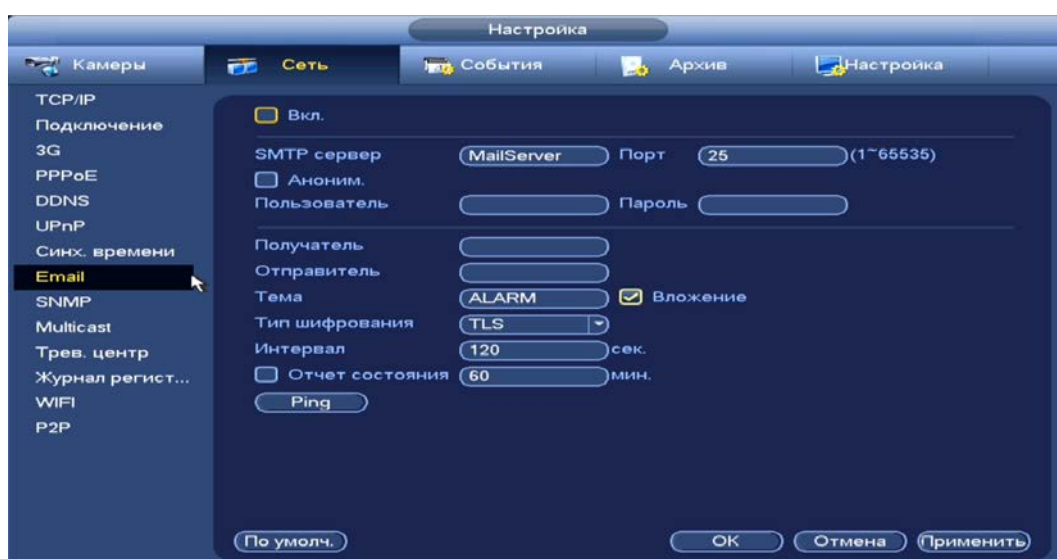 Настройка
Камеры
Сеть
События
Архив
Настройка
TCP/IP
Подключение
3G
PPPoE
DDNS
UPnP
Синх. времени
Email
SNMP
Multicast
Трев. центр
Журнал регист...
WIFI
P2P
Вкл.
SMTP сервер MailServer Порт 25 (1~65535)
Аноним.
Пользователь Пароль
Получатель
Отправитель
Тема ALARM Вложение
Тип шифрования TLS
Интервал 120 сек.
Отчет состояния 60 мин.
Ping
По умолч. OK Отмена Применить